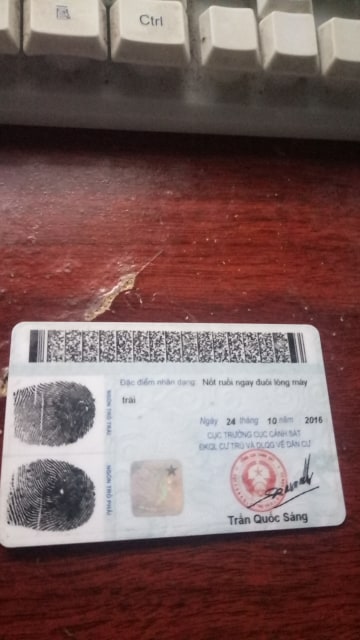 Ctrl
Đặc điểm nhân dạng: Nốt ruồi ngay đuôi lông mày
trái
NGÓN TRỎ TRÁI
Ngày 24 tháng 10 năm 2016
CỤC TRƯỞNG CỤC CẢNH SÁT
ĐKQL CƯ TRÚ VÀ DLQG VỀ DÂN CƯ
NGÓN TRỎ PHẢI
Trần Quốc Sàng